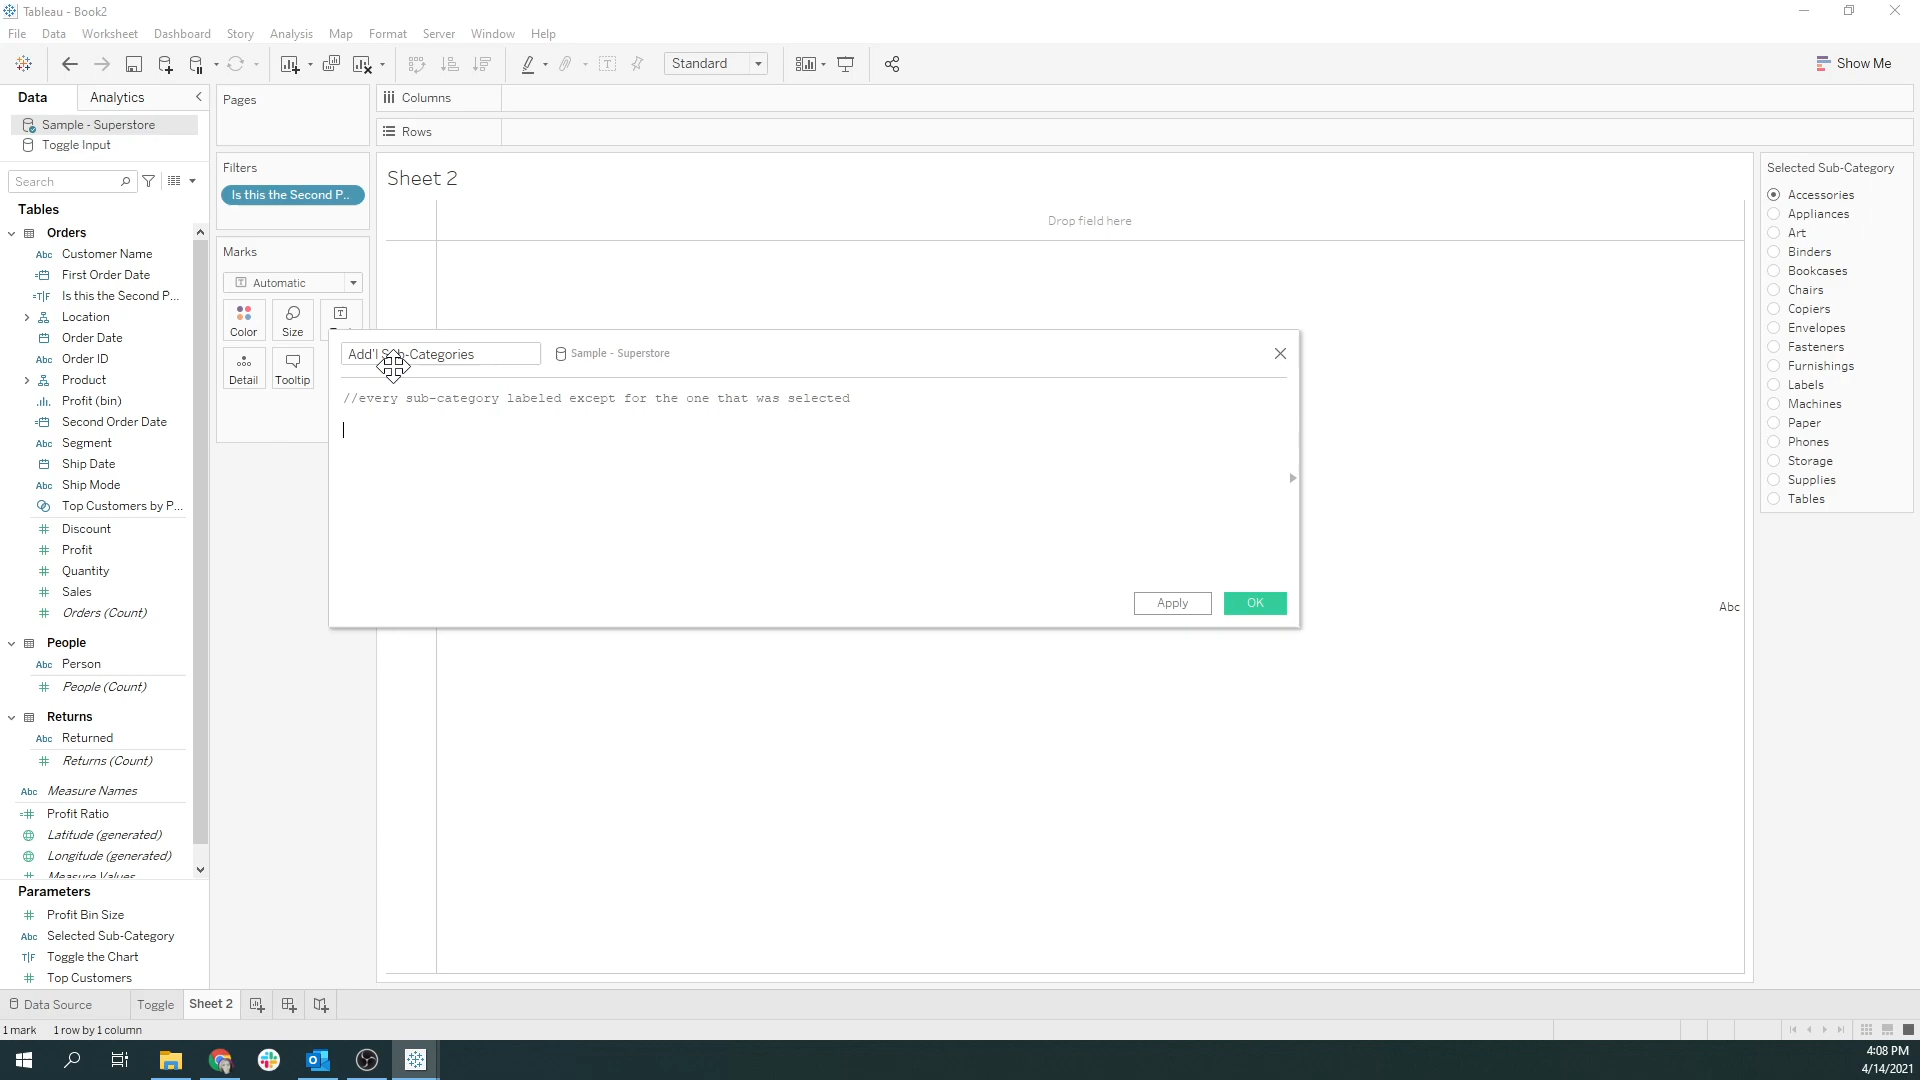 Tableau - Book2
File Data Worksheet Dashboard Story Analysis Map Format Server Window Help
Standard
Show Me
Data Analytics
Sample - Superstore
Toggle Input
Search
Tables
Orders
Customer Name
First Order Date
Is this the Second P...
Location
Order Date
Order ID
Product
Profit (bin)
Second Order Date
Segment
Ship Date
Ship Mode
Top Customers by P...
Discount
Profit
Quantity
Sales
Orders (Count)
People
Person
People (Count)
Returns
Returned
Returns (Count)
Measure Names
Profit Ratio
Latitude (generated)
Longitude (generated)
Measure Values
Parameters
Profit Bin Size
Selected Sub-Category
Toggle the Chart
Top Customers
Pages
Filters
Is this the Second P..
Marks
Automatic
Color Size
Detail Tooltip
Columns
Rows
Sheet 2
Drop field here
Add'l Sub-Categories
Sample - Superstore
//every sub-category labeled except for the one that was selected
Apply OK
Abc
Selected Sub-Category
Accessories
Appliances
Art
Binders
Bookcases
Chairs
Copiers
Envelopes
Fasteners
Furnishings
Labels
Machines
Paper
Phones
Storage
Supplies
Tables
Data Source Toggle Sheet 2
1 mark 1 row by 1 column
4:08 PM
4/14/2021